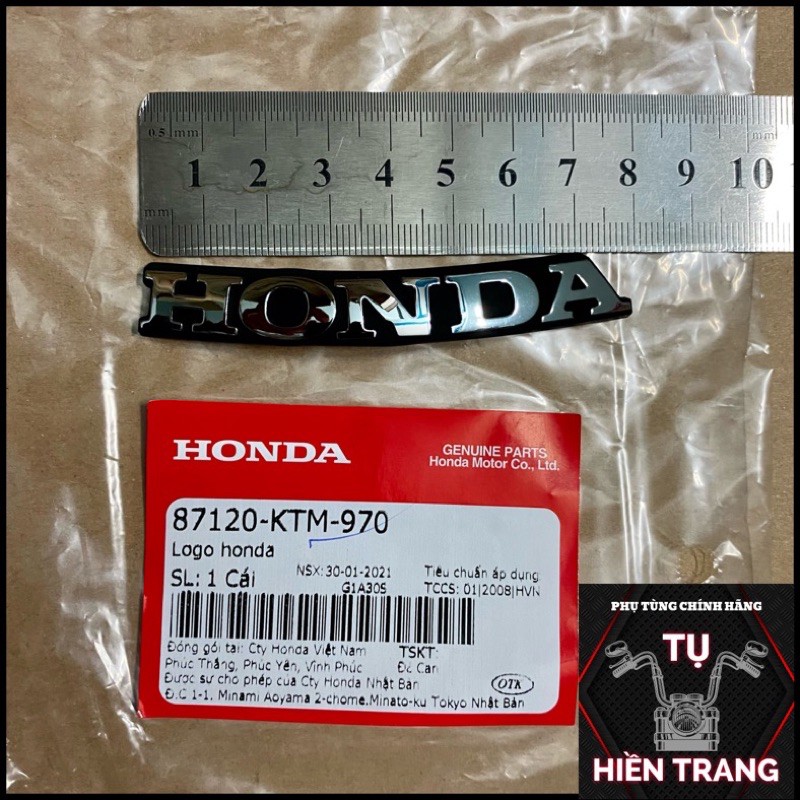 0.5 mm
mm
1 2 3 4 5 6 7 8 9 10
mm
HONDA
HONDA
GENUINE PARTS
Honda Motor Co., Ltd.
87120-KTM-970
Logo honda
SL: 1 Cái
NSX: 30-01-2021
G1A30S
Tiêu chuẩn áp dụng:
TCCS: 01|2008|HVN
Đóng gói tại: Cty Honda Việt Nam
Phúc Thắng, Phúc Yên, Vĩnh Phúc
TSKT:
Được sự cho phép của Cty Honda Nhật Bản
Đ.C 1-1, Minami Aoyama 2-chome,Minato-ku Tokyo Nhật Bản
OTK
PHỤ TÙNG CHÍNH HÃNG
TỤ
HIỀN TRANG